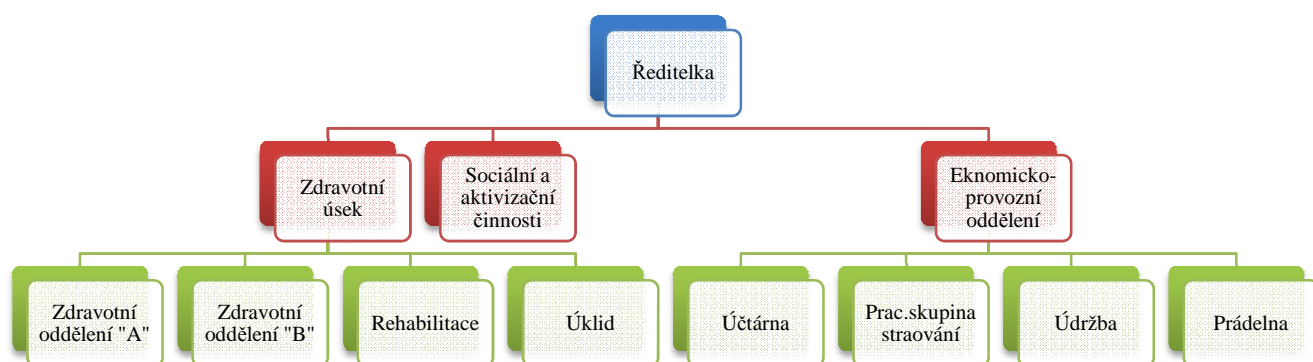 Ředitelka
Zdravotní
úsek
Sociální a
aktivizační
činnosti
Eknomicko-
provozní
oddělení
Zdravotní
oddělení "A"
Zdravotní
oddělení "B"
Rehabilitace
Úklid
Účtárna
Prac.skupina
straování
Údržba
Prádelna